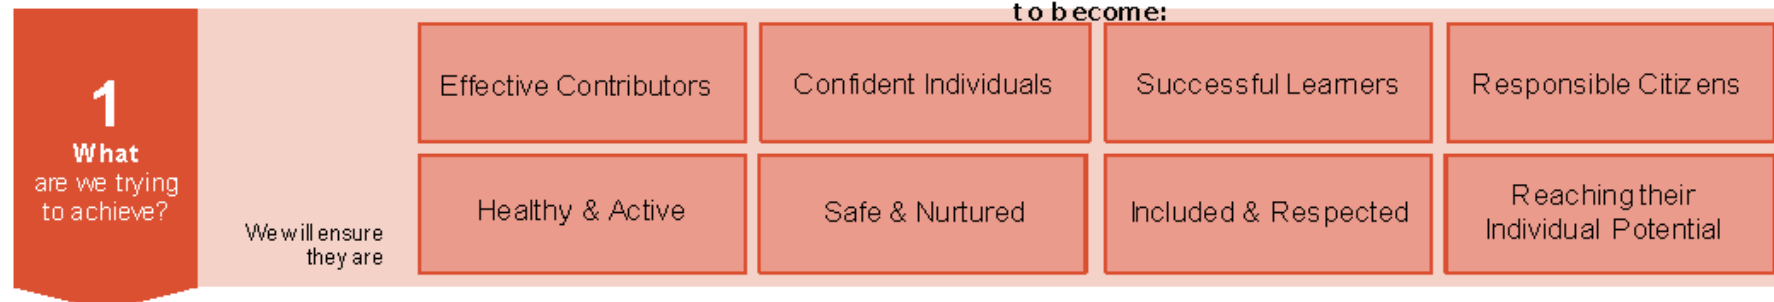 to become:
1
What
are we trying
to achieve?
Effective Contributors
Confident Individuals
Successful Learners
Responsible Citizens
We will ensure
they are
Healthy & Active
Safe & Nurtured
Included & Respected
Reaching their
Individual Potential